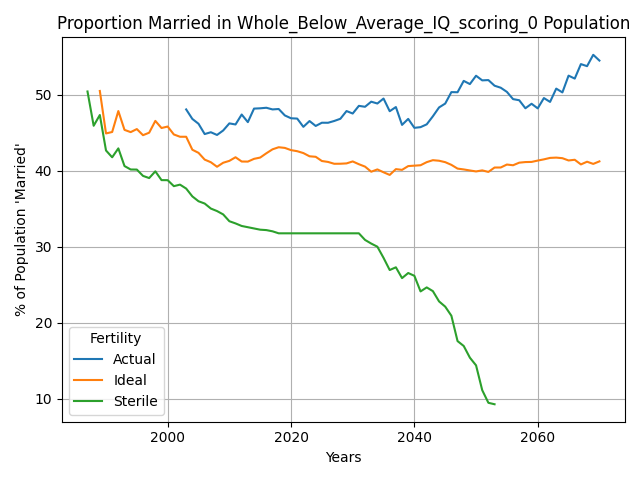 Proportion Married in Whole_Below_Average_IQ_scoring_0 Population
% of Population 'Married'
50
40
30
20
10
Fertility
Actual
Ideal
Sterile
2000 2020 2040 2060
Years